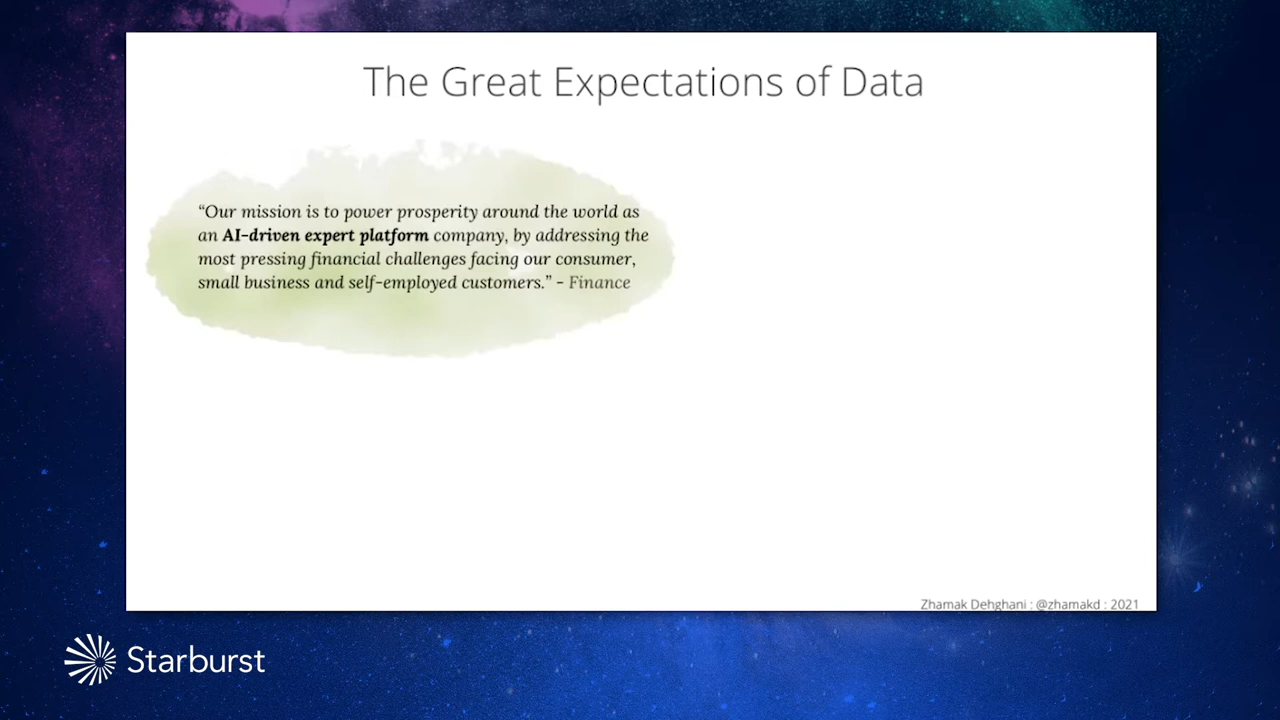 The Great Expectations of Data
“Our mission is to power prosperity around the world as
an AI-driven expert platform company, by addressing the
most pressing financial challenges facing our consumer,
small business and self-employed customers.” - Finance
Zhamak Dehghani : @zhamakd : 2021
Starburst